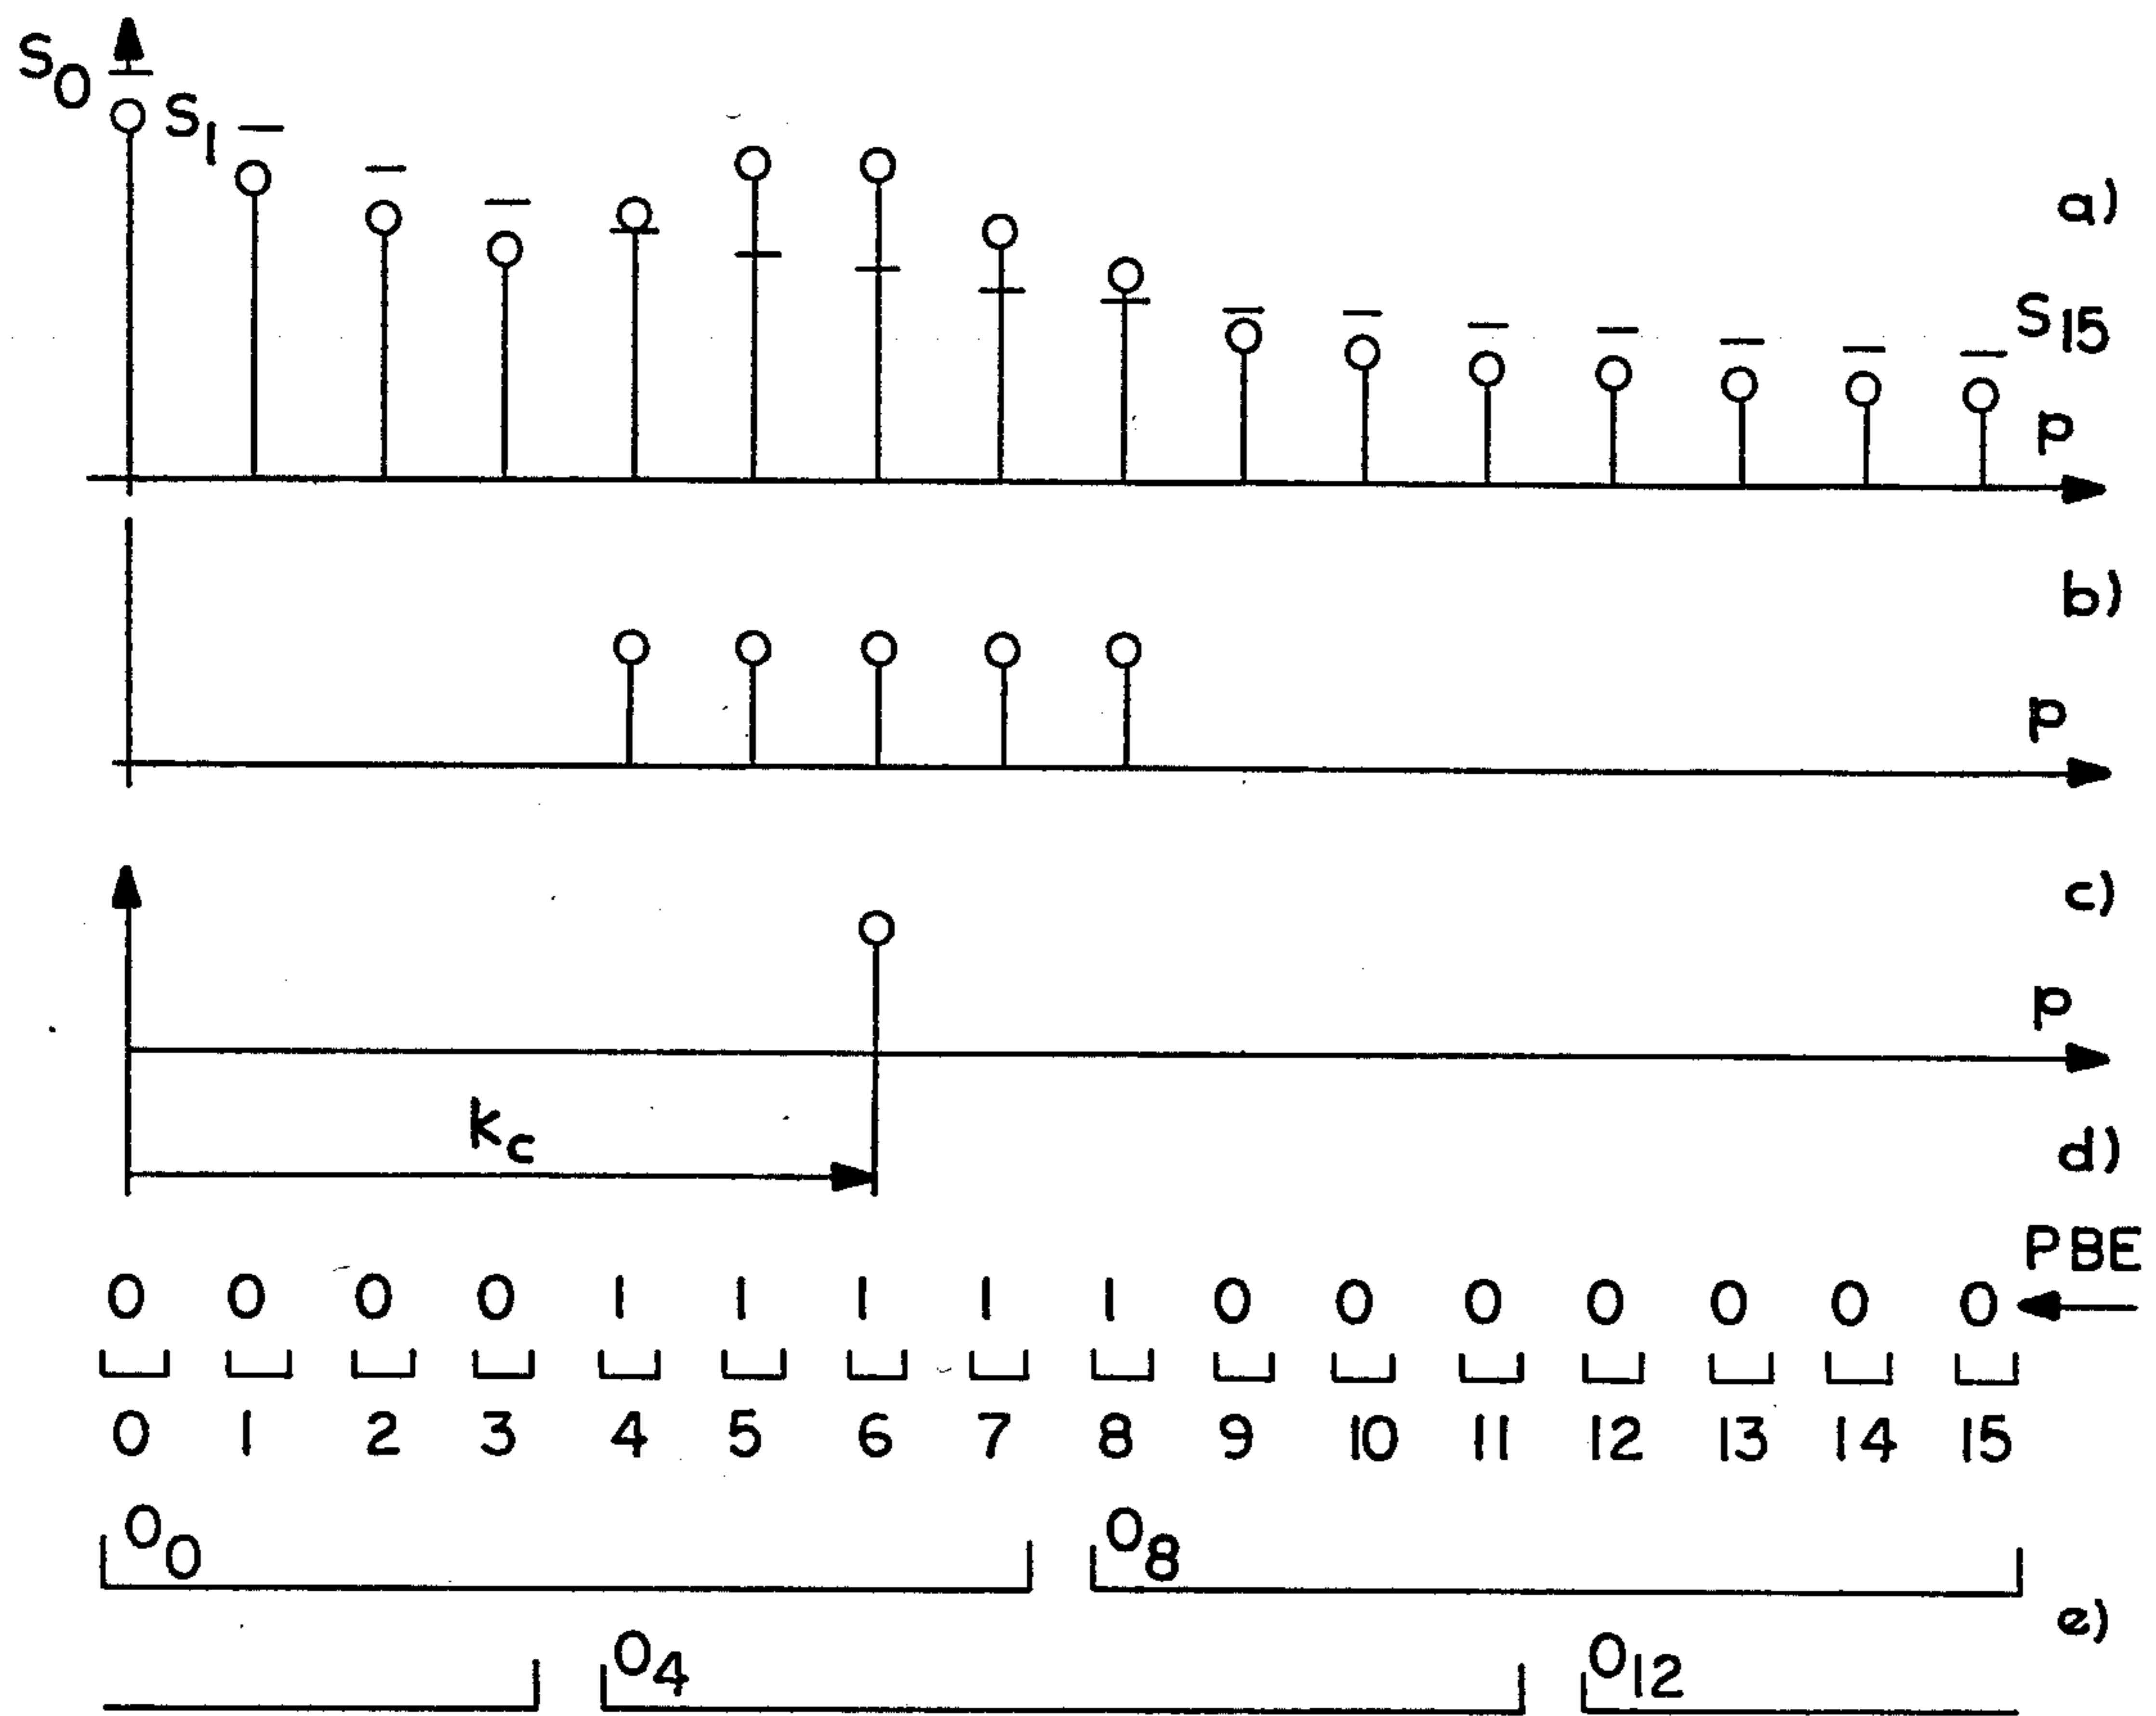 S0
S1
a)
S15
p
b)
p
c)
p
kc
d)
PBE
0 0 0 0 1 1 1 1 1 0 0 0 0 0 0 0
0 1 2 3 4 5 6 7 8 9 10 11 12 13 14 15
O0 O8
e)
O4 O12